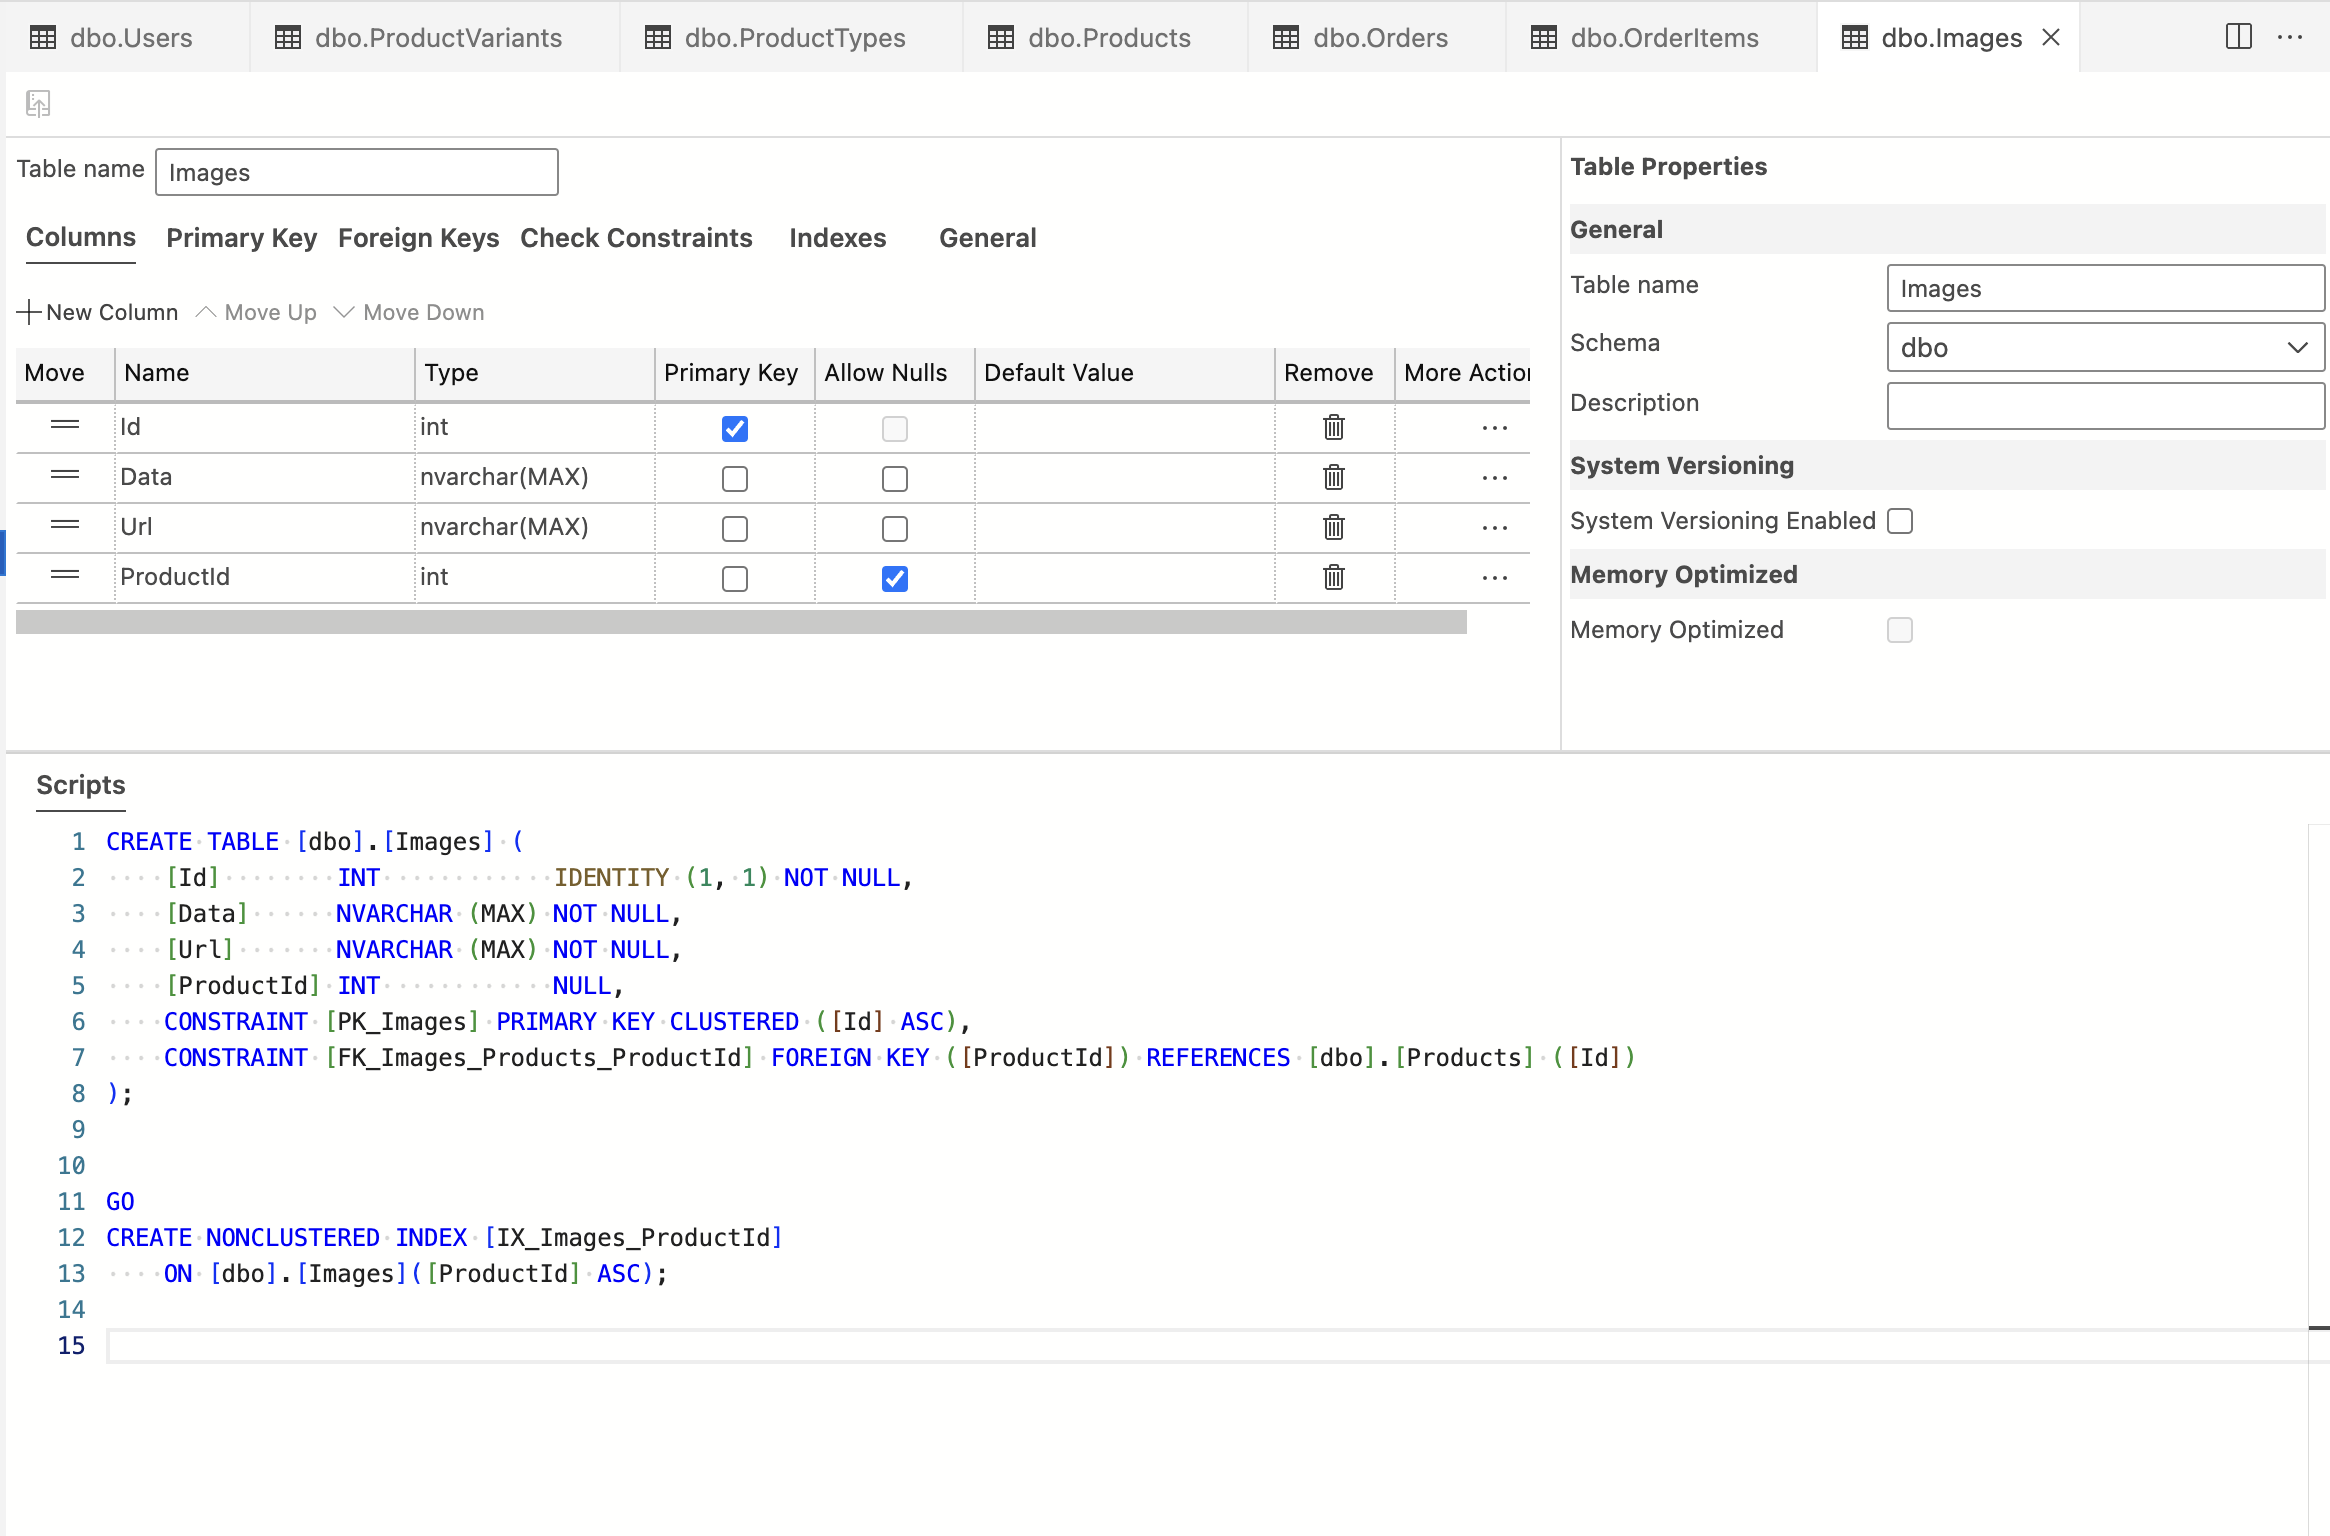 dbo.Users dbo.ProductVariants dbo.ProductTypes dbo.Products dbo.Orders dbo.OrderItems dbo.Images
Table name Images
Columns Primary Key Foreign Keys Check Constraints Indexes General
New Column Move Up Move Down
Move Name Type Primary Key Allow Nulls Default Value Remove More Action
Id int
Data nvarchar(MAX)
Url nvarchar(MAX)
ProductId int
Table Properties
General
Table name Images
Schema dbo
Description
System Versioning
System Versioning Enabled
Memory Optimized
Memory Optimized
Scripts
1 CREATE TABLE [dbo].[Images] (
2     [Id]        INT            IDENTITY (1, 1) NOT NULL,
3     [Data]      NVARCHAR (MAX) NOT NULL,
4     [Url]       NVARCHAR (MAX) NOT NULL,
5     [ProductId] INT            NULL,
6     CONSTRAINT [PK_Images] PRIMARY KEY CLUSTERED ([Id] ASC),
7     CONSTRAINT [FK_Images_Products_ProductId] FOREIGN KEY ([ProductId]) REFERENCES [dbo].[Products] ([Id])
8 );
9
10
11 GO
12 CREATE NONCLUSTERED INDEX [IX_Images_ProductId]
13     ON [dbo].[Images]([ProductId] ASC);
14
15